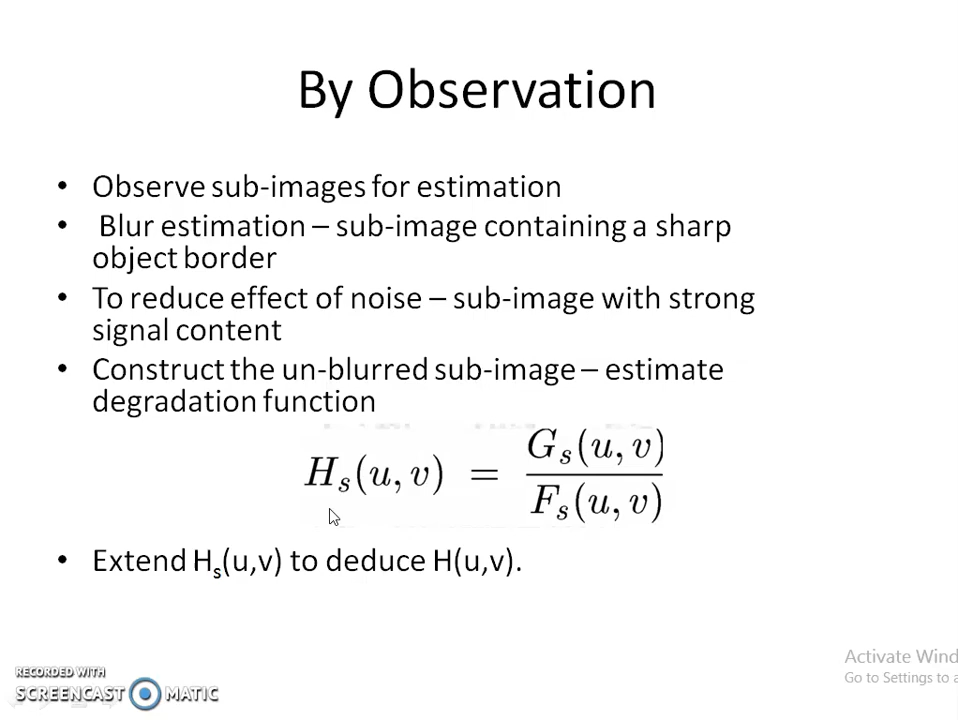 By Observation
• Observe sub-images for estimation
• Blur estimation – sub-image containing a sharp
object border
• To reduce effect of noise – sub-image with strong
signal content
• Construct the un-blurred sub-image – estimate
degradation function
H_s(u, v) = G_s(u, v) / F_s(u, v)
• Extend H_s(u,v) to deduce H(u,v).
Activate Wind
Go to Settings to a
RECORDED WITH
SCREENCAST MATIC